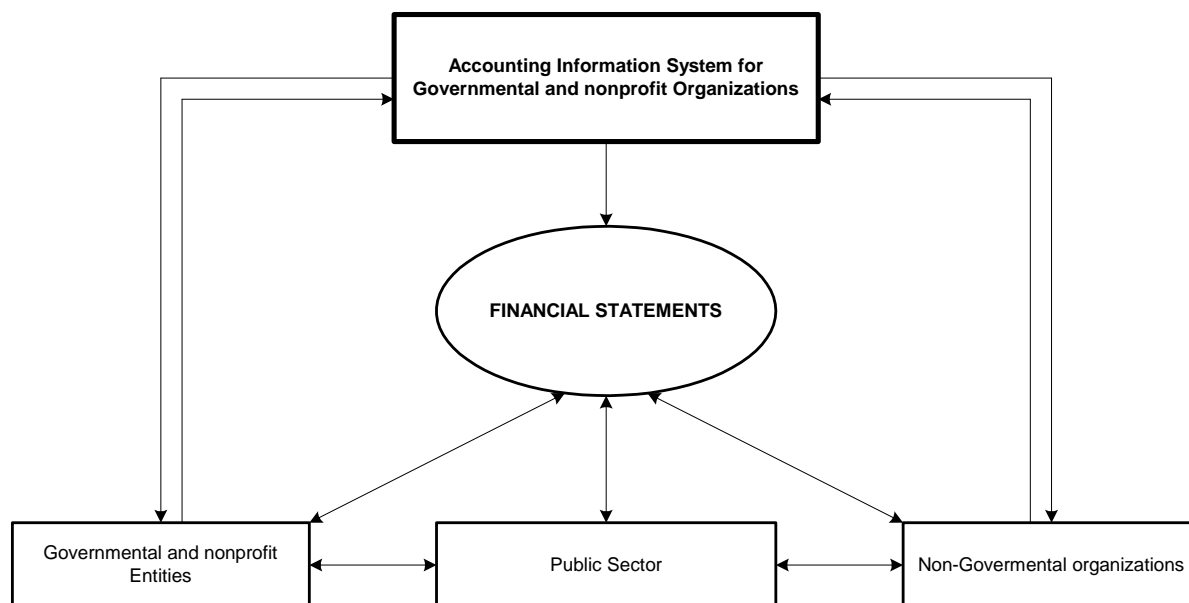 Accounting Information System for
Governmental and nonprofit Organizations
FINANCIAL STATEMENTS
Governmental and nonprofit
Entities
Public Sector
Non-Govermental organizations